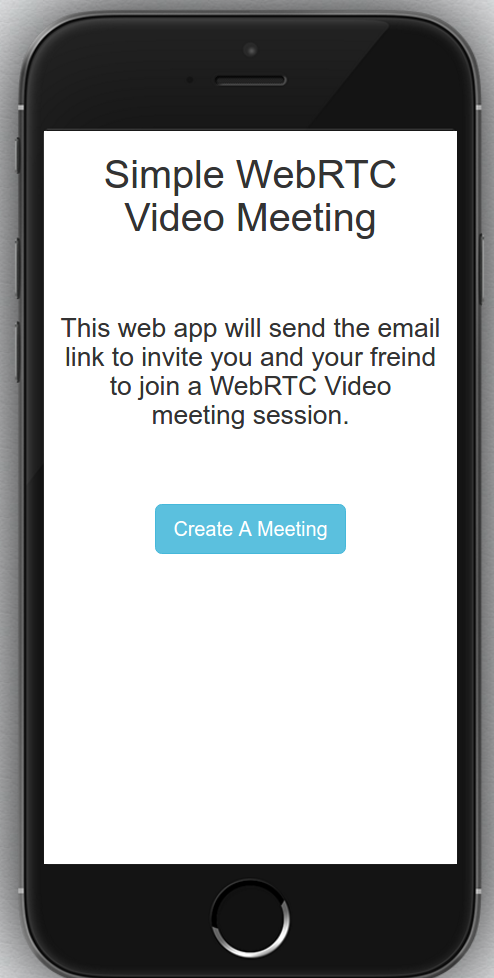 Simple WebRTC
Video Meeting
This web app will send the email
link to invite you and your freind
to join a WebRTC Video
meeting session.
Create A Meeting